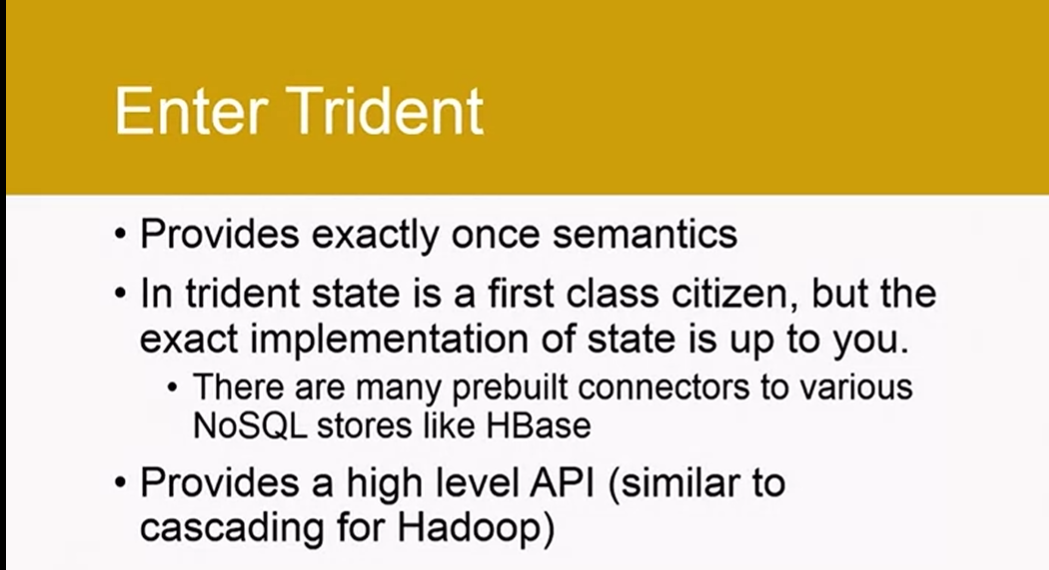 Enter Trident
• Provides exactly once semantics
• In trident state is a first class citizen, but the
exact implementation of state is up to you.
• There are many prebuilt connectors to various
NoSQL stores like HBase
• Provides a high level API (similar to
cascading for Hadoop)